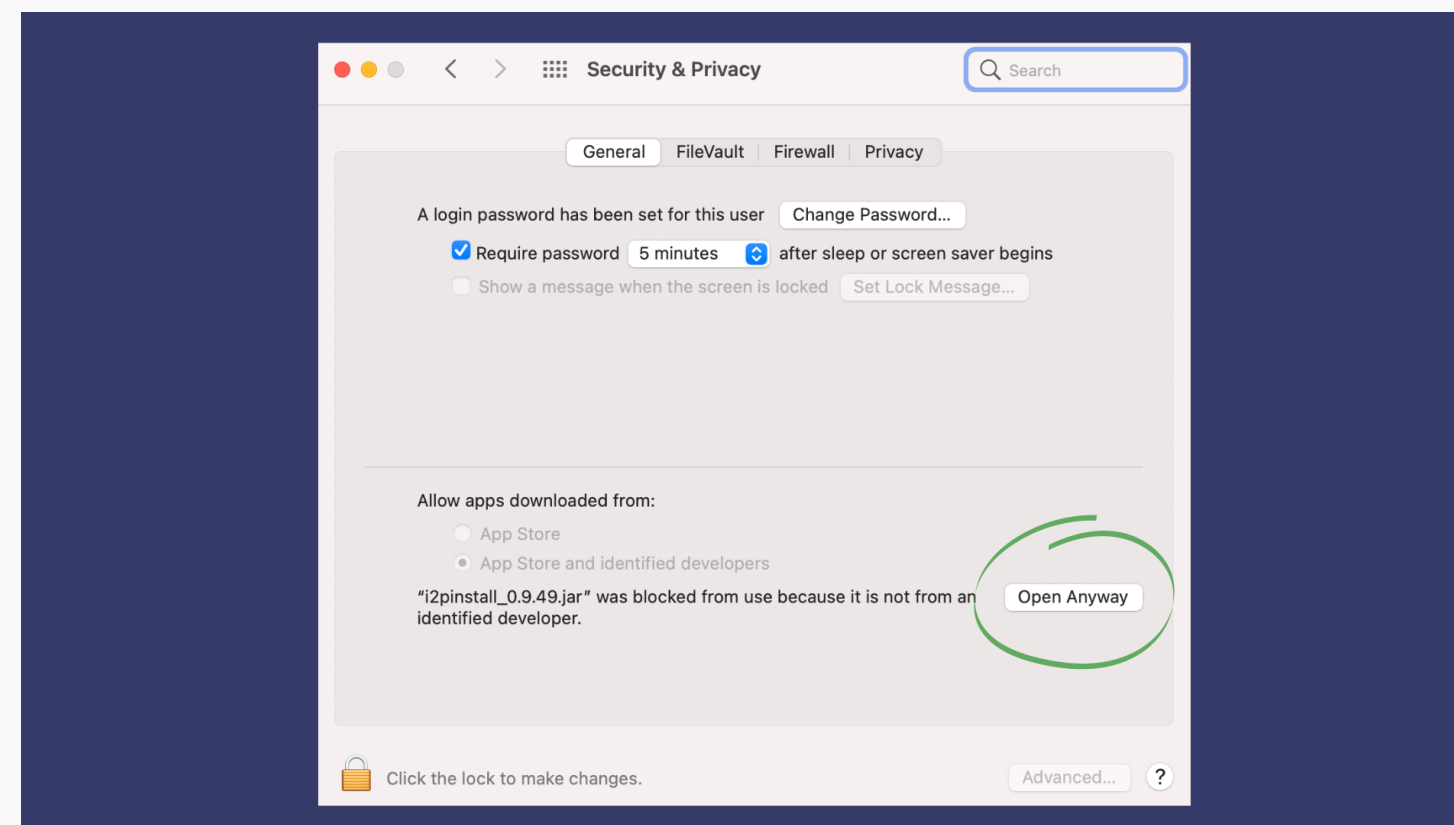 Security & Privacy
Search
General FileVault Firewall Privacy
A login password has been set for this user Change Password...
Require password 5 minutes after sleep or screen saver begins
Show a message when the screen is locked Set Lock Message...
Allow apps downloaded from:
App Store
App Store and identified developers
“i2pinstall_0.9.49.jar” was blocked from use because it is not from an Open Anyway
identified developer.
Click the lock to make changes. Advanced... ?